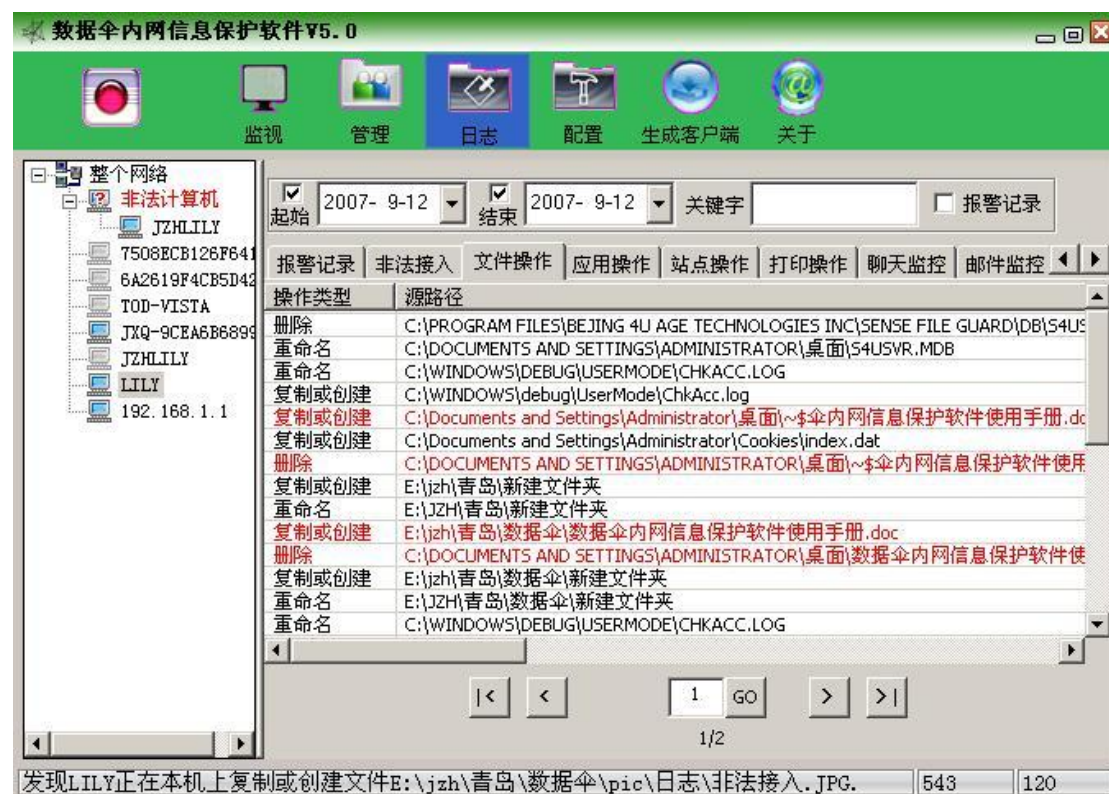 数据伞内网信息保护软件V5.0
监视 管理 日志 配置 生成客户端 关于
整个网络
非法计算机
JZHLILY
7508ECB126F641
6A2619F4CB5D42
TOD-VISTA
JXQ-9CEA6B6899
JZHLILY
LILY
192.168.1.1
起始 2007- 9-12 结束 2007- 9-12 关键字 报警记录
报警记录 非法接入 文件操作 应用操作 站点操作 打印操作 聊天监控 邮件监控
操作类型 源路径
删除 C:\PROGRAM FILES\BEJING 4U AGE TECHNOLOGIES INC\SENSE FILE GUARD\DB\S4US
重命名 C:\DOCUMENTS AND SETTINGS\ADMINISTRATOR\桌面\S4USVR.MDB
重命名 C:\WINDOWS\DEBUG\USERMODE\CHKACC.LOG
复制或创建 C:\WINDOWS\debug\UserMode\ChkAcc.log
复制或创建 C:\Documents and Settings\Administrator\桌面\~$伞内网信息保护软件使用手册.do
复制或创建 C:\Documents and Settings\Administrator\Cookies\index.dat
删除 C:\DOCUMENTS AND SETTINGS\ADMINISTRATOR\桌面\~$伞内网信息保护软件使用
复制或创建 E:\jzh\青岛\新建文件夹
重命名 E:\JZH\青岛\新建文件夹
复制或创建 E:\jzh\青岛\数据伞\数据伞内网信息保护软件使用手册.doc
删除 C:\DOCUMENTS AND SETTINGS\ADMINISTRATOR\桌面\数据伞内网信息保护软件使
复制或创建 E:\jzh\青岛\数据伞\新建文件夹
重命名 E:\JZH\青岛\数据伞\新建文件夹
重命名 C:\WINDOWS\DEBUG\USERMODE\CHKACC.LOG
|< < 1 GO > >|
1/2
发现LILY正在本机上复制或创建文件E:\jzh\青岛\数据伞\pic\日志\非法接入.JPG. 543 120